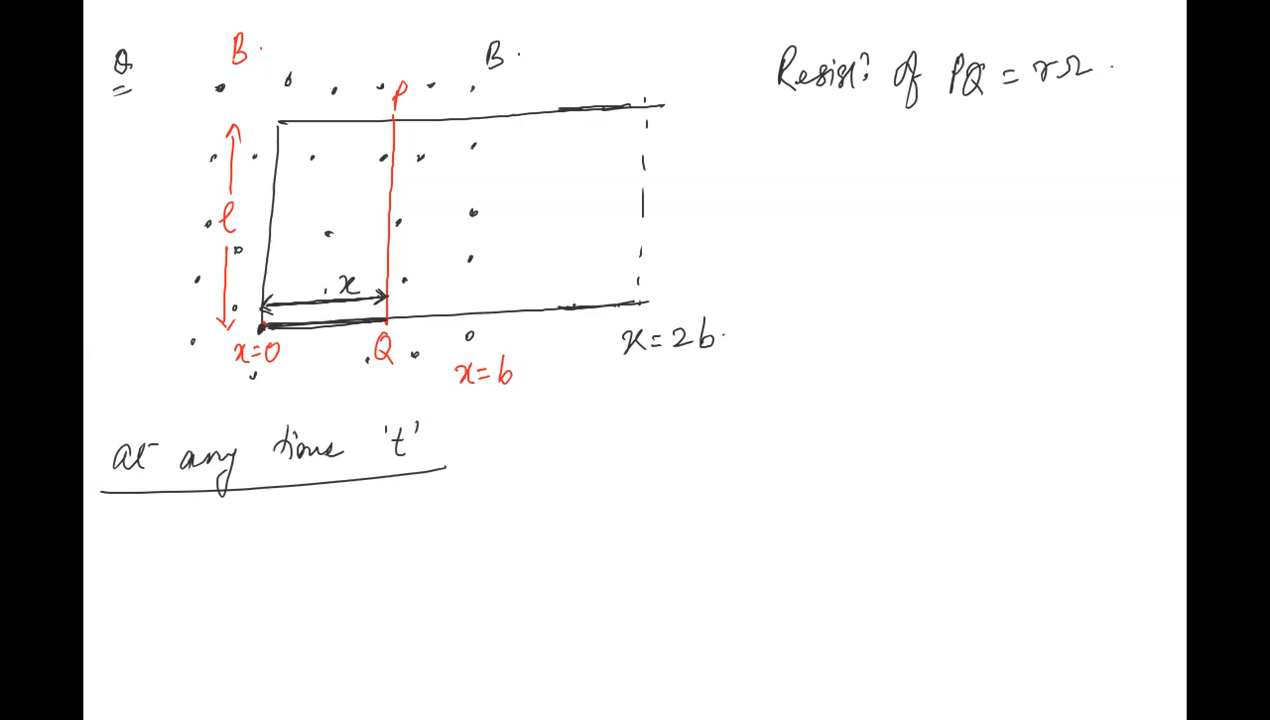 Q
B .
B .
Resist? of PQ = rΩ .
P
l
x
x=0
Q
x=b
x=2b.
at any time 't'